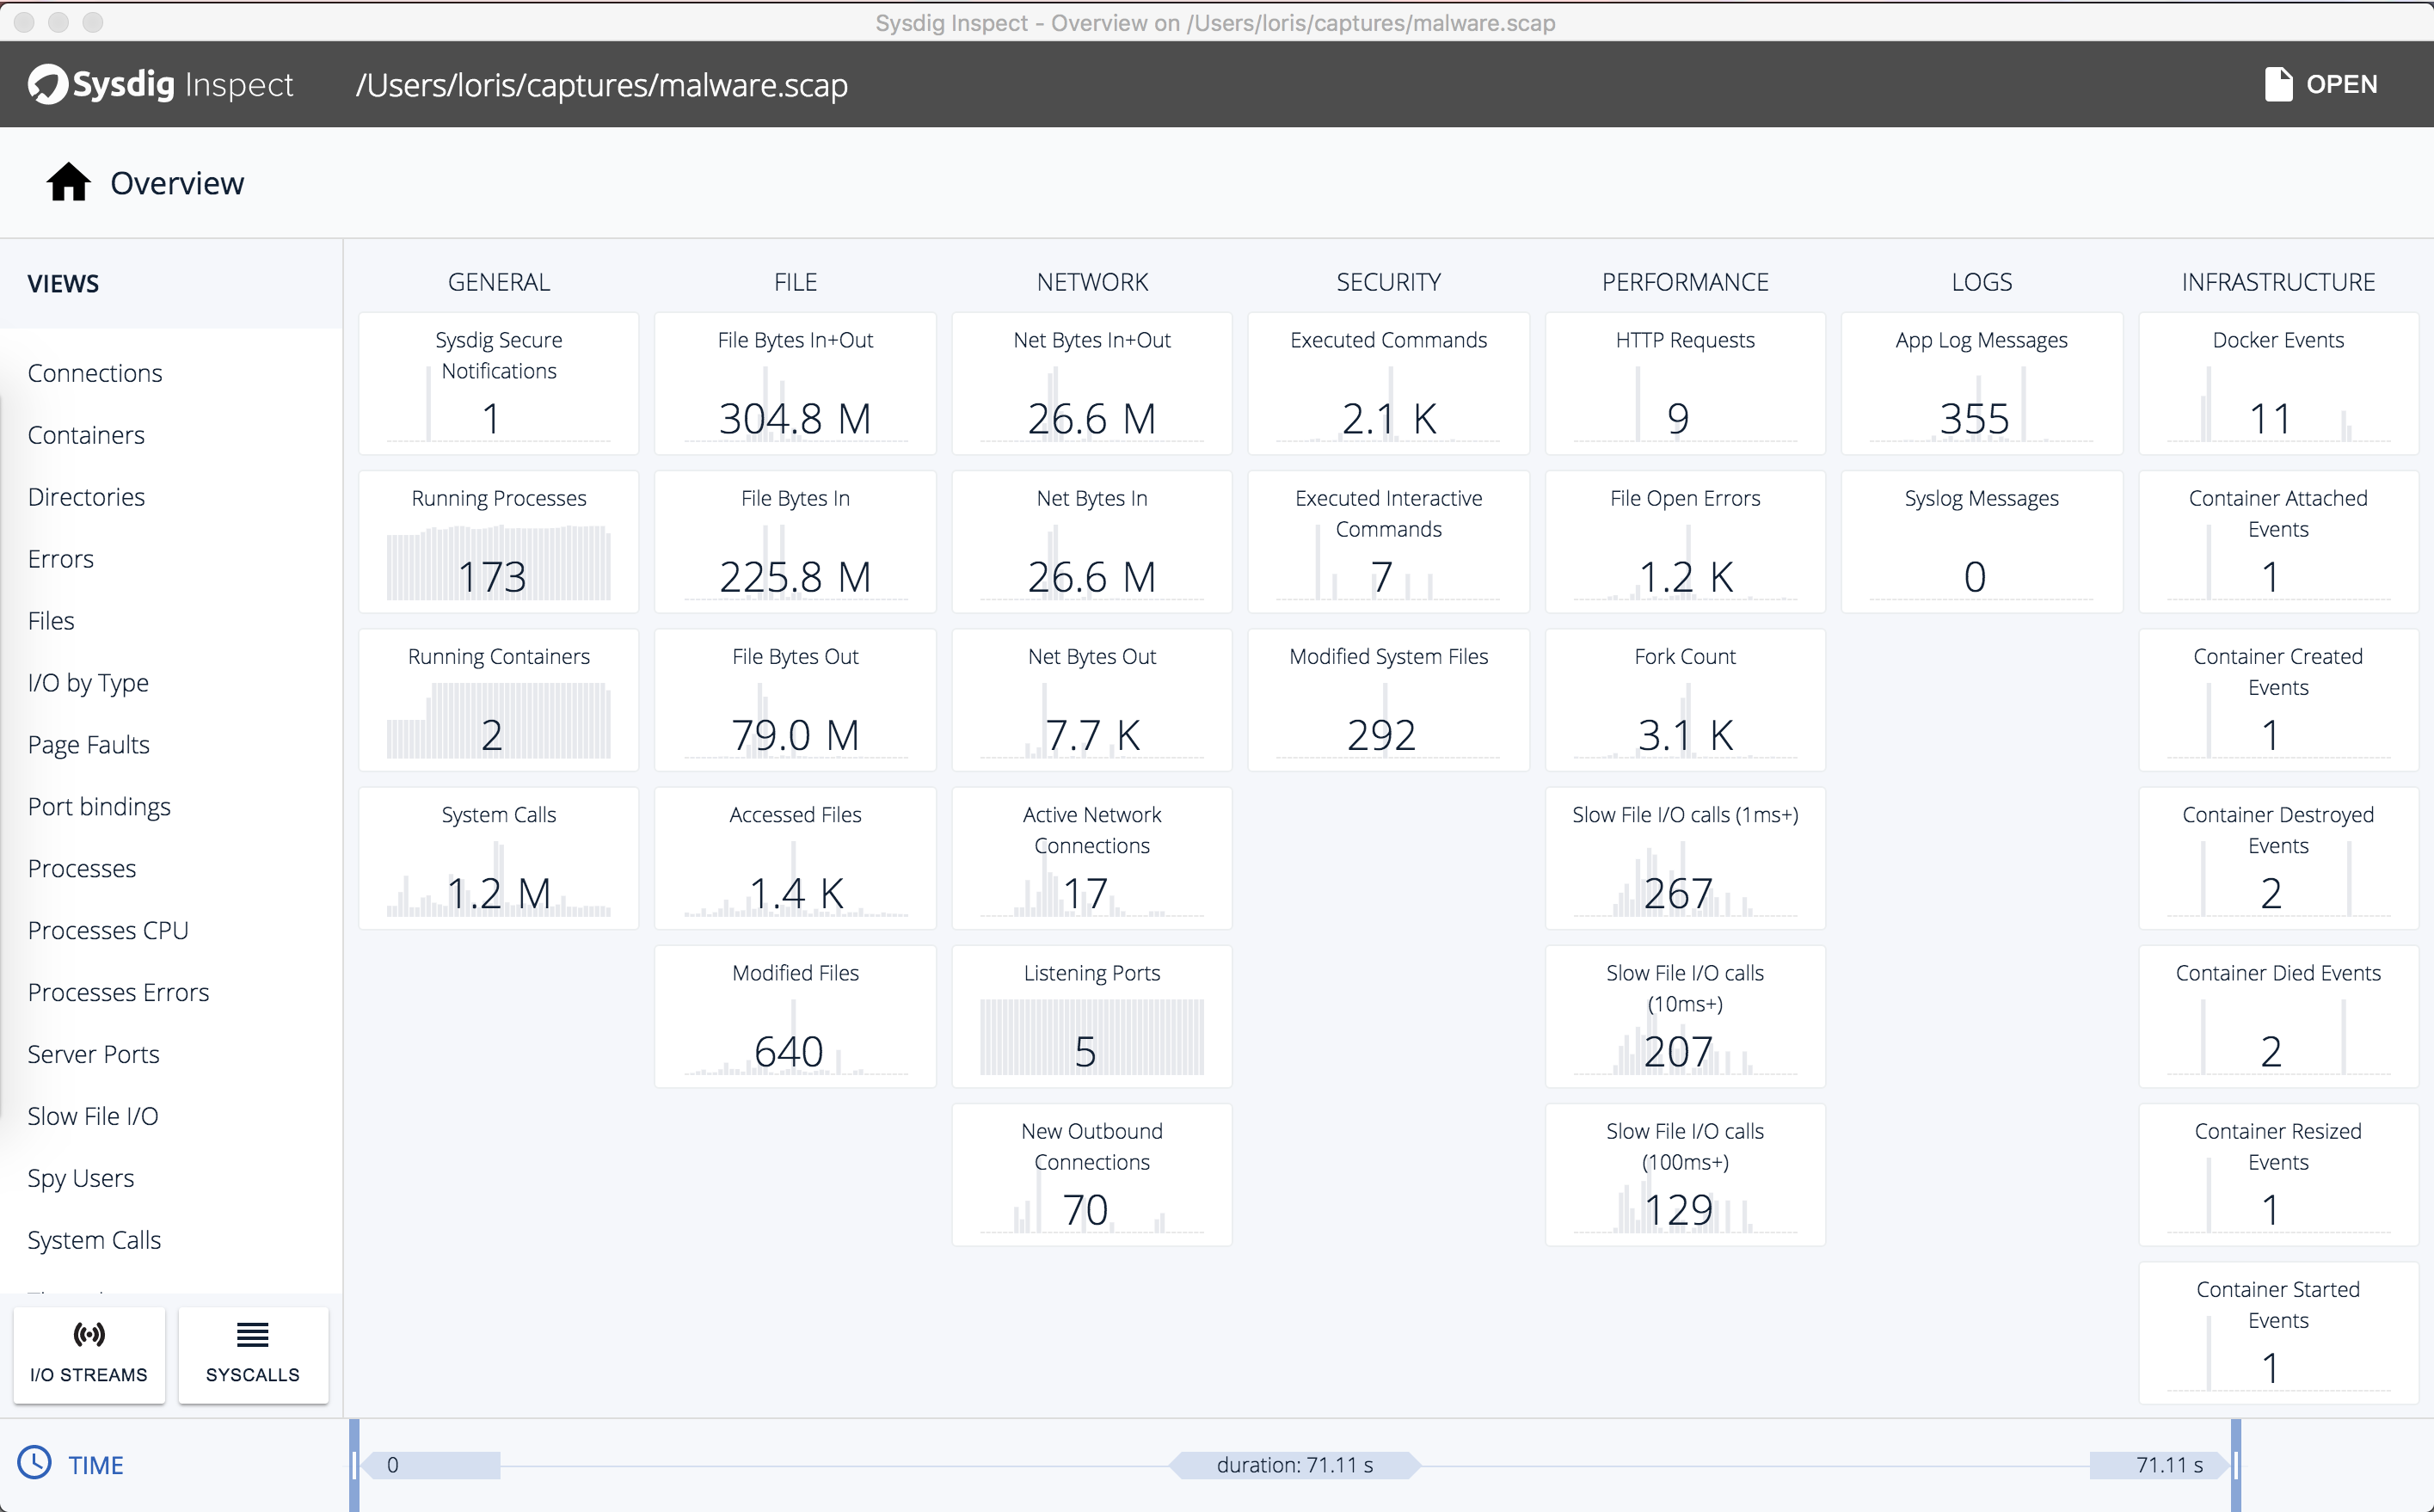 Sysdig Inspect - Overview on /Users/loris/captures/malware.scap
Sysdig Inspect
/Users/loris/captures/malware.scap
OPEN
Overview
VIEWS
Connections
Containers
Directories
Errors
Files
I/O by Type
Page Faults
Port bindings
Processes
Processes CPU
Processes Errors
Server Ports
Slow File I/O
Spy Users
System Calls
I/O STREAMS
SYSCALLS
GENERAL
Sysdig Secure
Notifications
1
Running Processes
173
Running Containers
2
System Calls
1.2 M
FILE
File Bytes In+Out
304.8 M
File Bytes In
225.8 M
File Bytes Out
79.0 M
Accessed Files
1.4 K
Modified Files
640
NETWORK
Net Bytes In+Out
26.6 M
Net Bytes In
26.6 M
Net Bytes Out
7.7 K
Active Network
Connections
17
Listening Ports
5
New Outbound
Connections
70
SECURITY
Executed Commands
2.1 K
Executed Interactive
Commands
7
Modified System Files
292
PERFORMANCE
HTTP Requests
9
File Open Errors
1.2 K
Fork Count
3.1 K
Slow File I/O calls (1ms+)
267
Slow File I/O calls
(10ms+)
207
Slow File I/O calls
(100ms+)
129
LOGS
App Log Messages
355
Syslog Messages
0
INFRASTRUCTURE
Docker Events
11
Container Attached
Events
1
Container Created
Events
1
Container Destroyed
Events
2
Container Died Events
2
Container Resized
Events
1
Container Started
Events
1
TIME
0
duration: 71.11 s
71.11 s